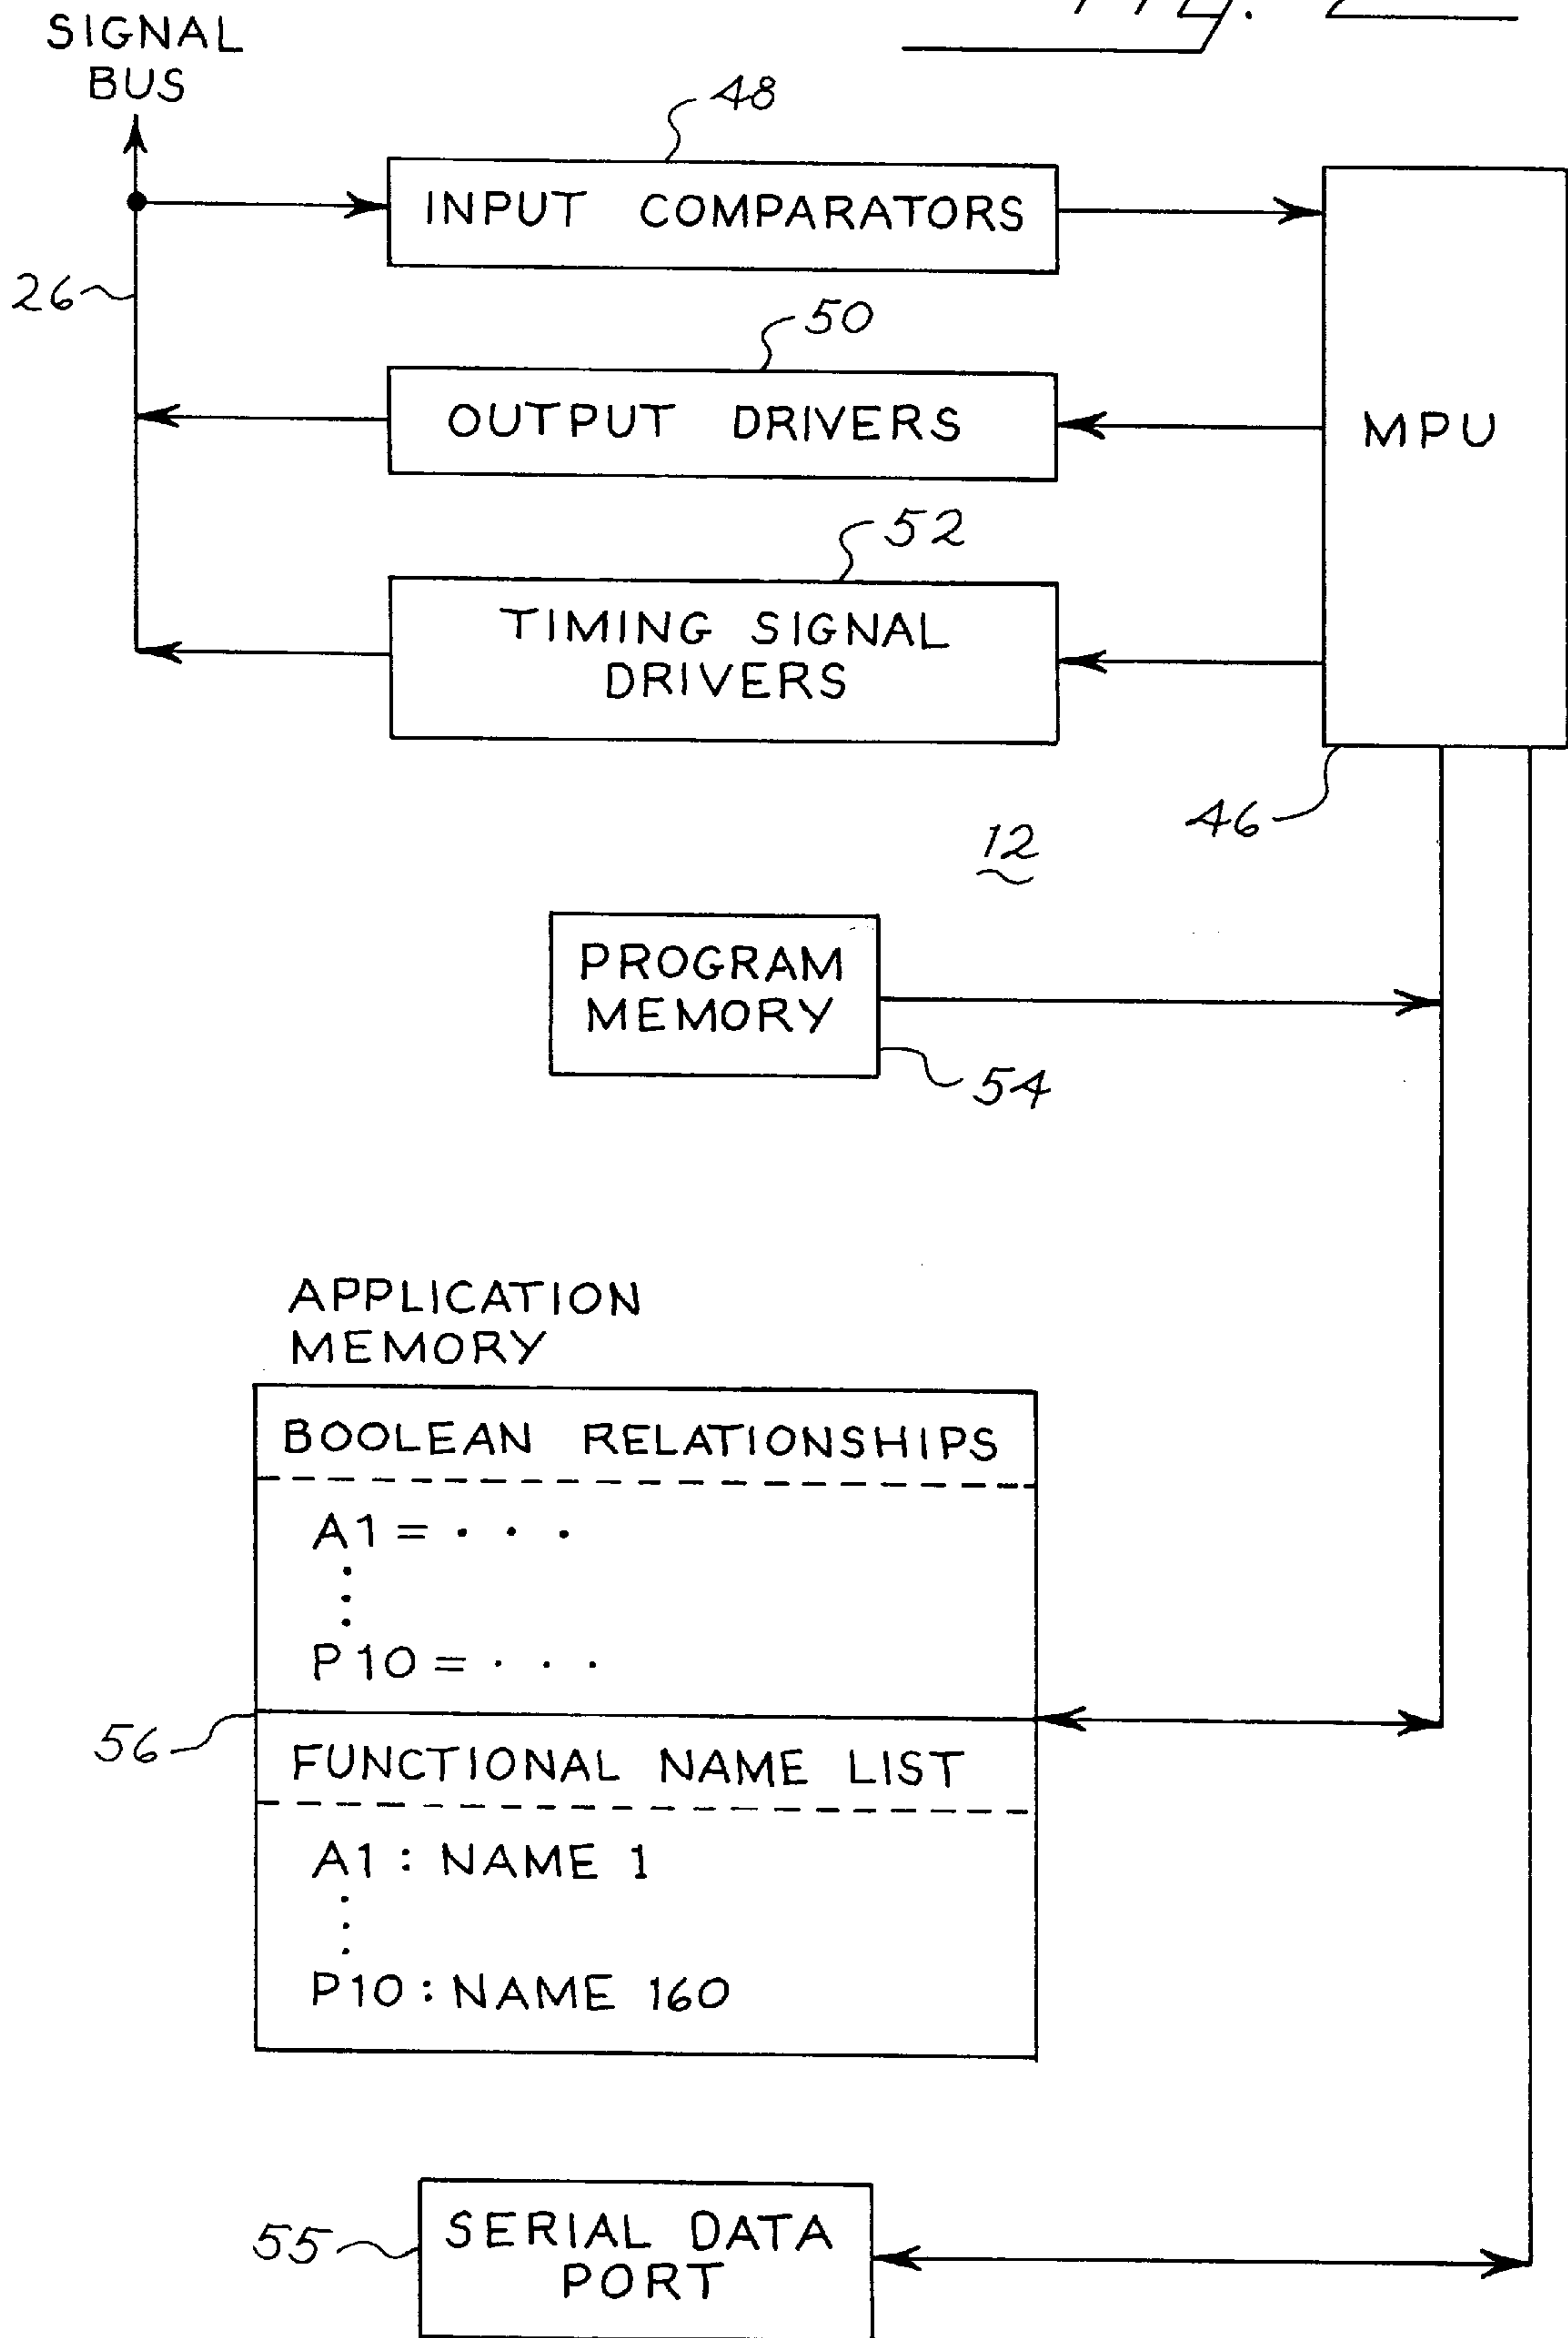 FIG. 2
SIGNAL
BUS
48
INPUT COMPARATORS
26
50
OUTPUT DRIVERS
MPU
52
TIMING SIGNAL
DRIVERS
46
12
PROGRAM
MEMORY
54
APPLICATION
MEMORY
BOOLEAN RELATIONSHIPS
A1 = · · ·
P10 = · · ·
56
FUNCTIONAL NAME LIST
A1 : NAME 1
P10 : NAME 160
55
SERIAL DATA
PORT